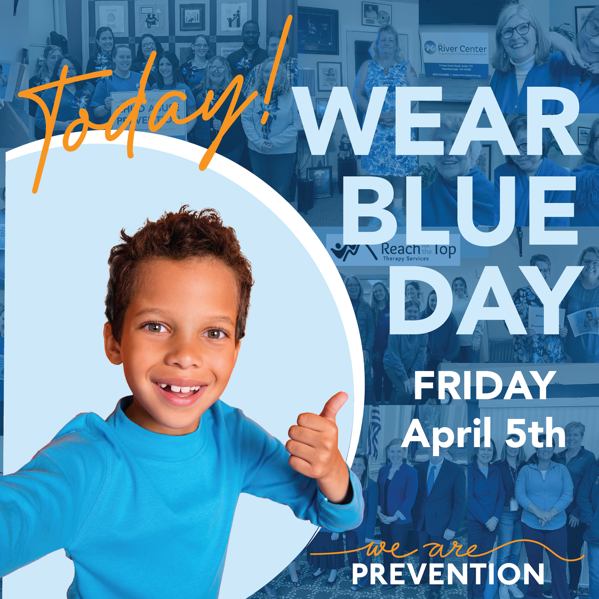 Today!
WEAR
BLUE
DAY
FRIDAY
April 5th
we are
PREVENTION
River Center
Reach the Top
Therapy Services